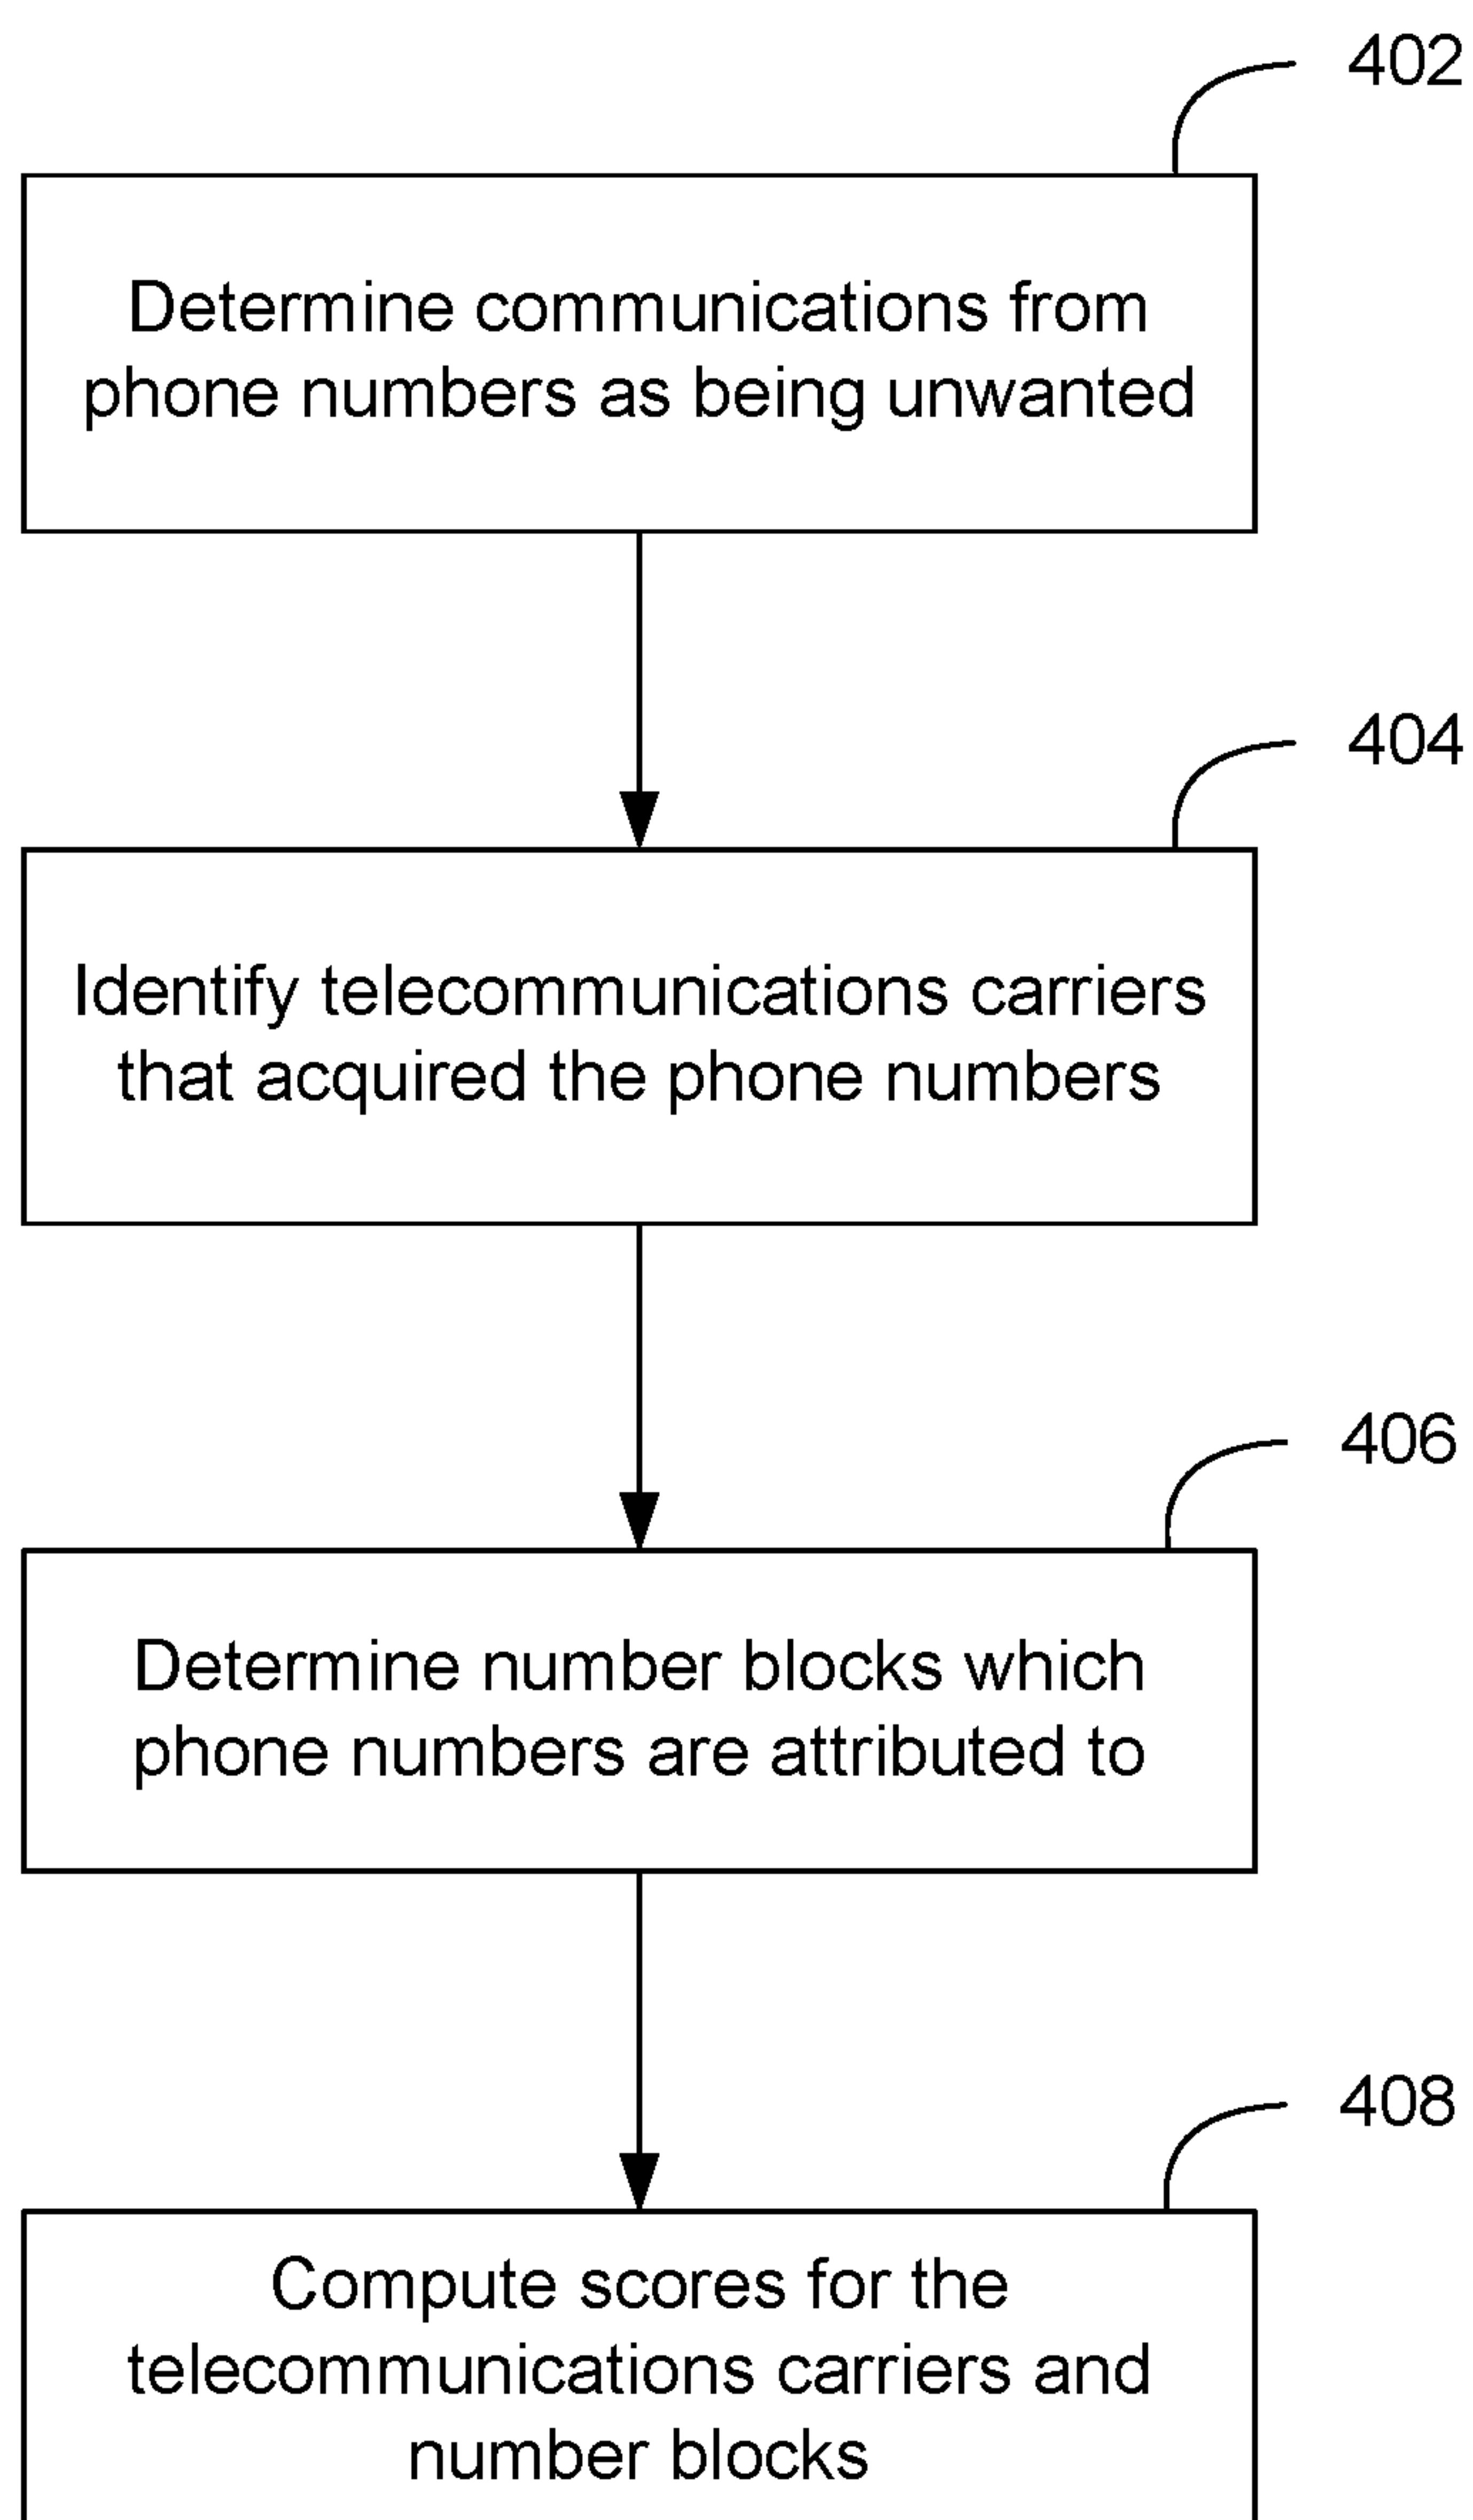 402
Determine communications from
phone numbers as being unwanted
404
Identify telecommunications carriers
that acquired the phone numbers
406
Determine number blocks which
phone numbers are attributed to
408
Compute scores for the
telecommunications carriers and
number blocks